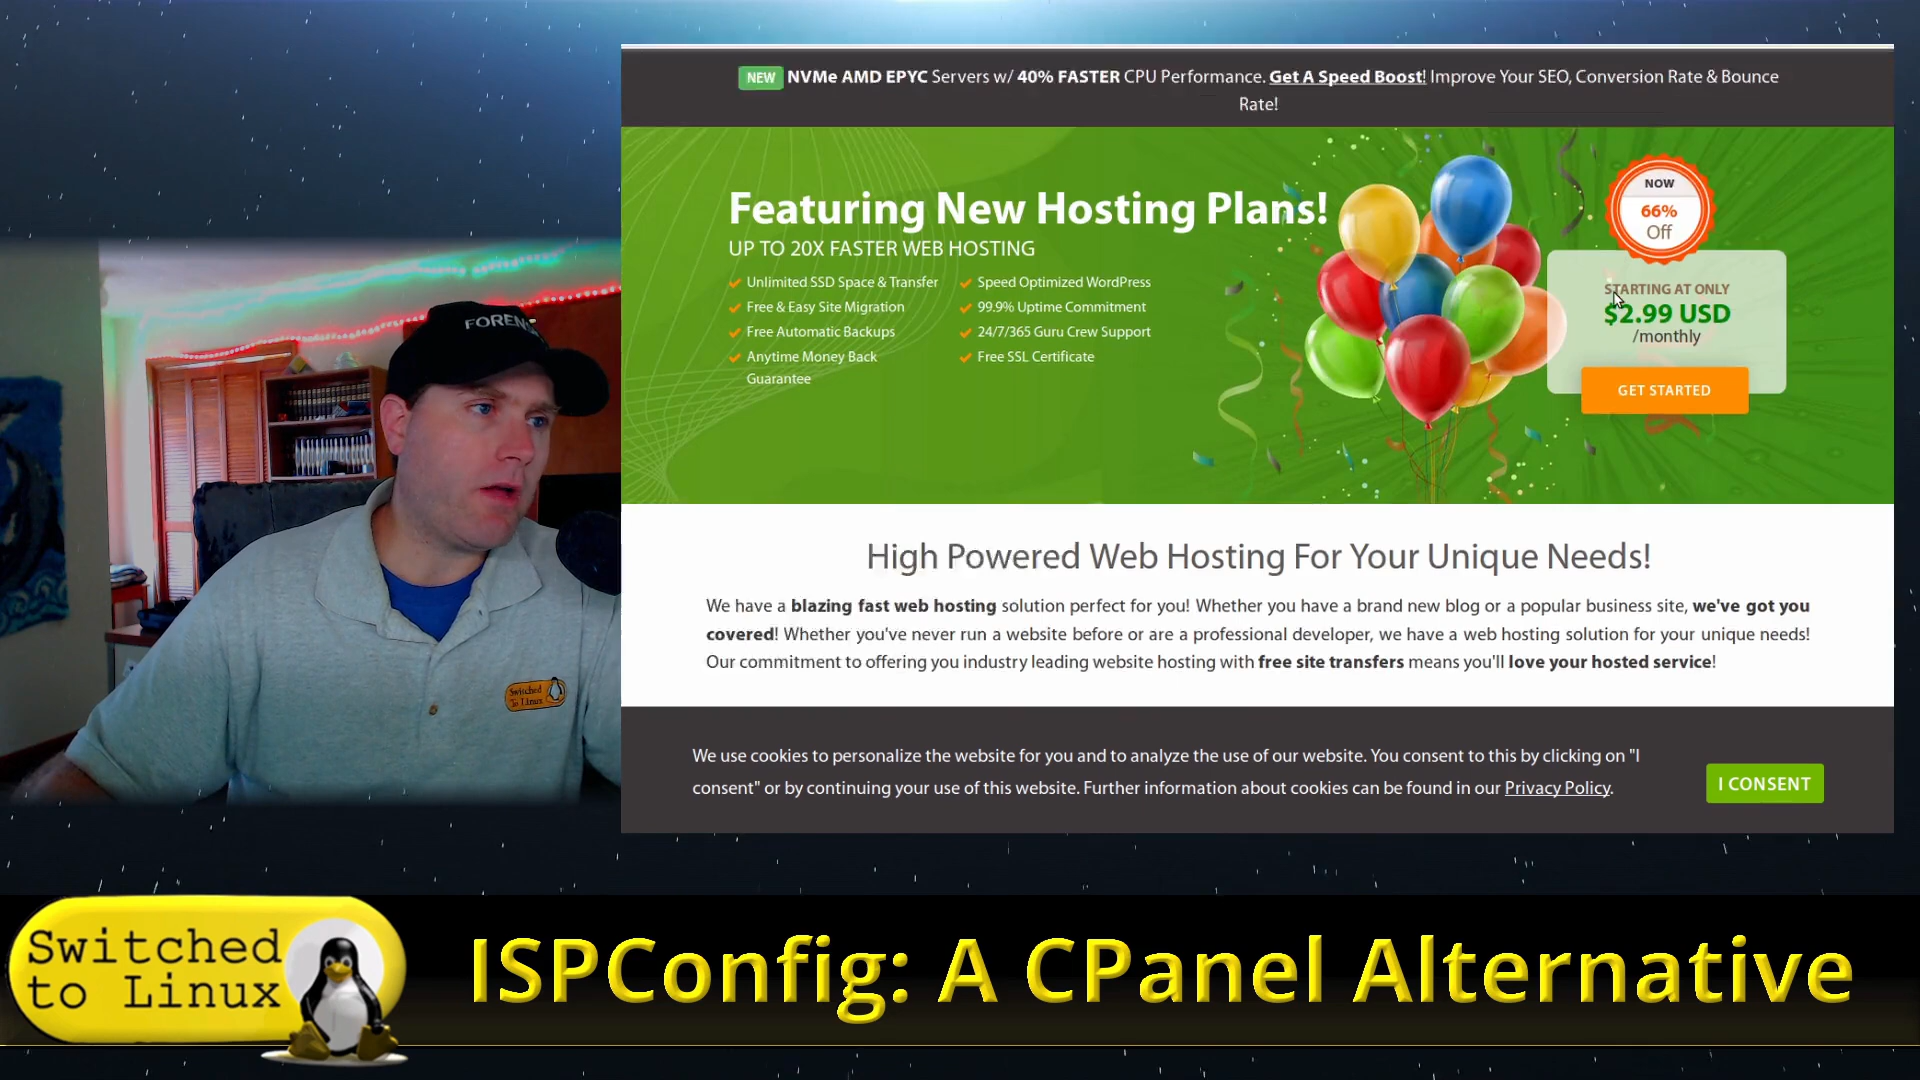 NEW NVMe AMD EPYC Servers w/ 40% FASTER CPU Performance. Get A Speed Boost! Improve Your SEO, Conversion Rate & Bounce
Rate!
Featuring New Hosting Plans!
UP TO 20X FASTER WEB HOSTING
Unlimited SSD Space & Transfer
Free & Easy Site Migration
Free Automatic Backups
Anytime Money Back
Guarantee
Speed Optimized WordPress
99.9% Uptime Commitment
24/7/365 Guru Crew Support
Free SSL Certificate
NOW
66%
Off
STARTING AT ONLY
$2.99 USD
/monthly
GET STARTED
High Powered Web Hosting For Your Unique Needs!
We have a blazing fast web hosting solution perfect for you! Whether you have a brand new blog or a popular business site, we've got you
covered! Whether you've never run a website before or are a professional developer, we have a web hosting solution for your unique needs!
Our commitment to offering you industry leading website hosting with free site transfers means you'll love your hosted service!
We use cookies to personalize the website for you and to analyze the use of our website. You consent to this by clicking on "I
consent" or by continuing your use of this website. Further information about cookies can be found in our Privacy Policy.
I CONSENT
Switched
To Linux
Switched
to Linux
ISPConfig: A CPanel Alternative